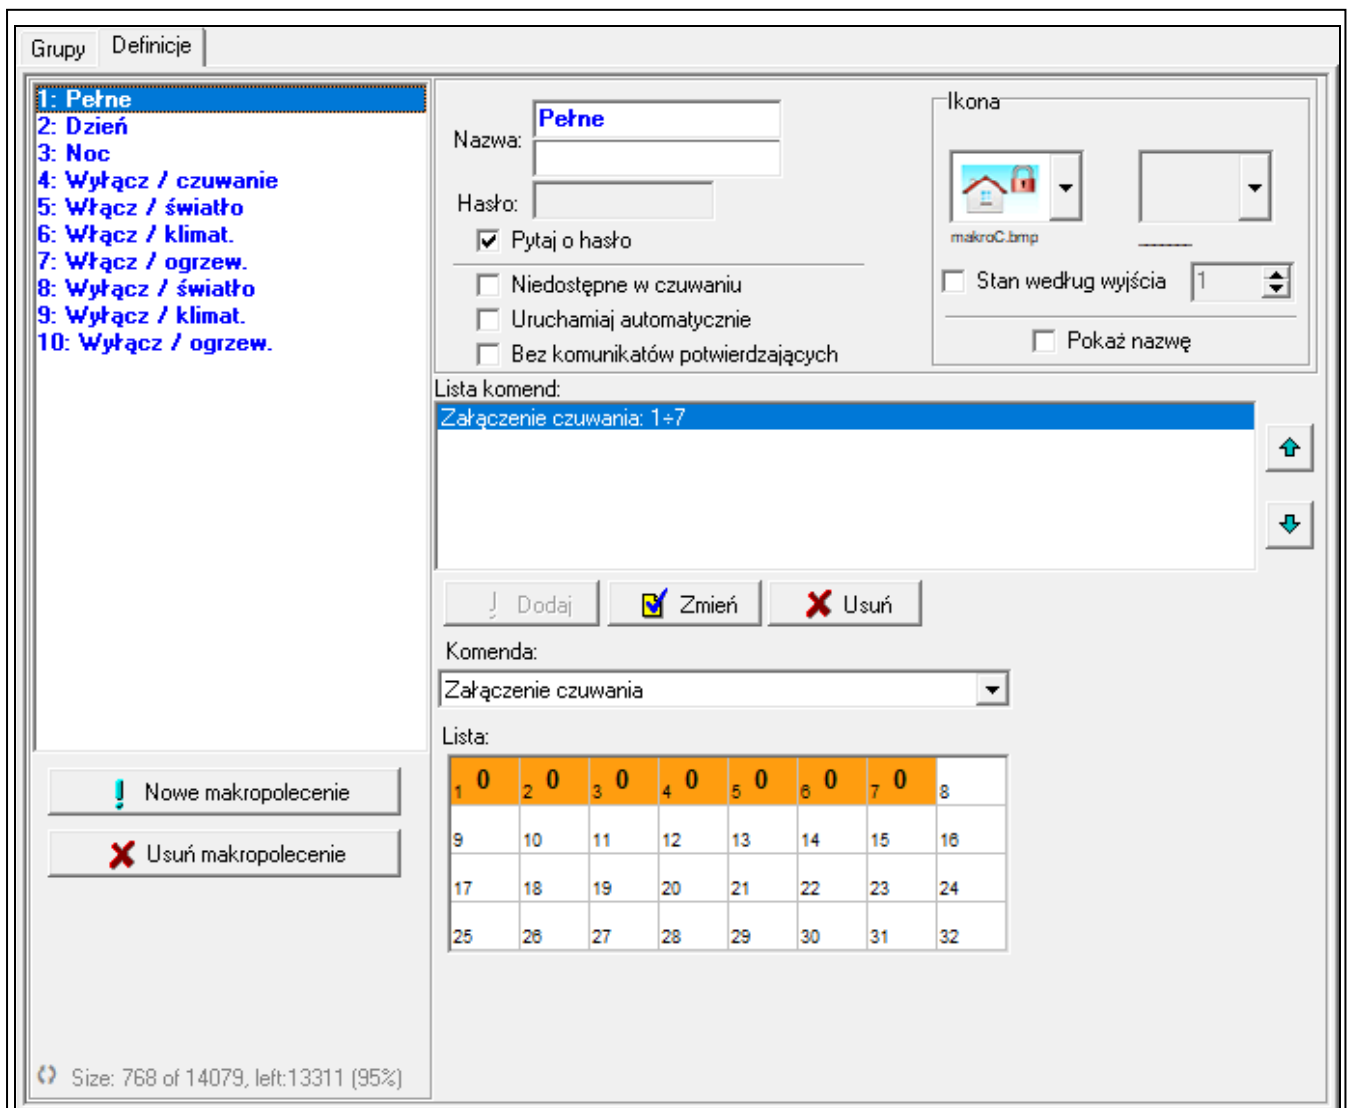 Grupy
Definicje
1: Pełne
2: Dzień
3: Noc
4: Wyłącz / czuwanie
5: Włącz / światło
6: Włącz / klimat.
7: Włącz / ogrzew.
8: Wyłącz / światło
9: Wyłącz / klimat.
10: Wyłącz / ogrzew.
Nowe makropolecenie
Usuń makropolecenie
Size: 768 of 14079, left:13311 (95%)
Nazwa:
Pełne
Hasło:
Pytaj o hasło
Niedostępne w czuwaniu
Uruchamiaj automatycznie
Bez komunikatów potwierdzających
Ikona
makroC.bmp
Stan według wyjścia 1
Pokaż nazwę
Lista komend:
Załączenie czuwania: 1÷7
Dodaj Zmień Usuń
Komenda:
Załączenie czuwania
Lista:
1 0 2 0 3 0 4 0 5 0 6 0 7 0 8
9 10 11 12 13 14 15 16
17 18 19 20 21 22 23 24
25 26 27 28 29 30 31 32